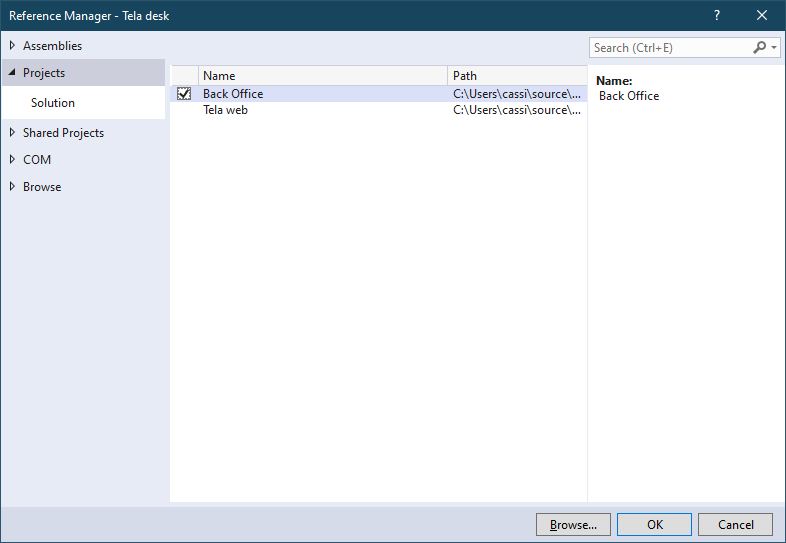 Reference Manager - Tela desk
?
Assemblies
Projects
Solution
Shared Projects
COM
Browse
Name
Path
Back Office
C:\Users\cassi\source\...
Tela web
C:\Users\cassi\source\...
Search (Ctrl+E)
Name:
Back Office
Browse...
OK
Cancel